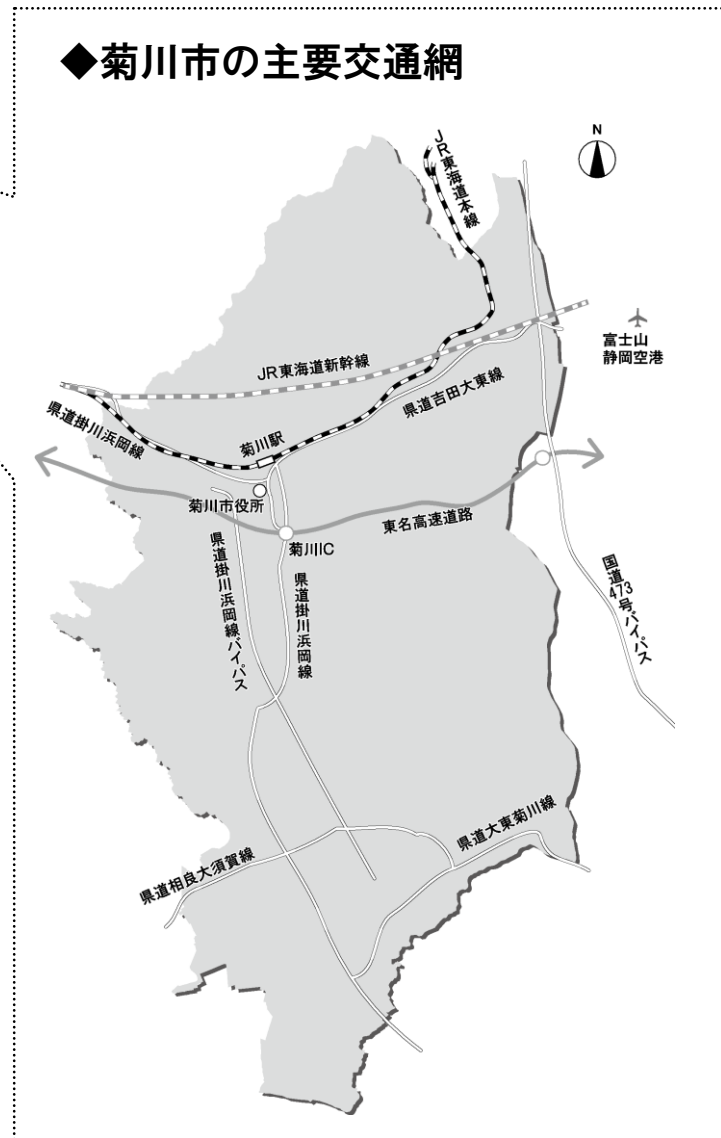 ◆菊川市の主要交通網
N
JR東海道本線
富士山
静岡空港
JR東海道新幹線
県道吉田大東線
県道掛川浜岡線
菊川駅
菊川市役所
東名高速道路
菊川IC
県道掛川浜岡線バイパス
県道掛川浜岡線
国道473号バイパス
県道大東菊川線
県道相良大須賀線